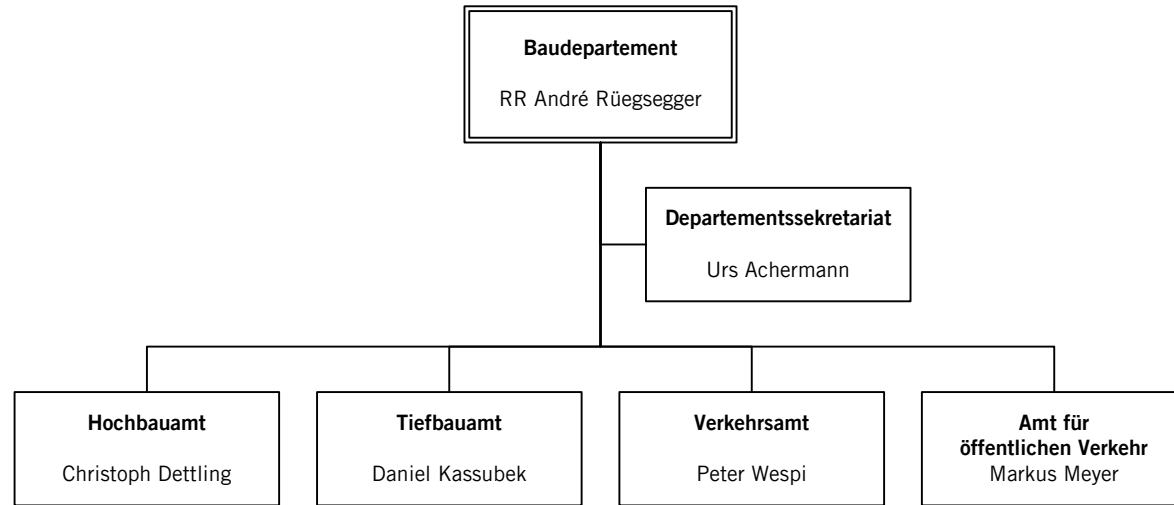 Baudepartement
RR André Rüegsegger
Departementssekretariat
Urs Achermann
Hochbauamt
Christoph Dettling
Tiefbauamt
Daniel Kassubek
Verkehrsamt
Peter Wespi
Amt für
öffentlichen Verkehr
Markus Meyer